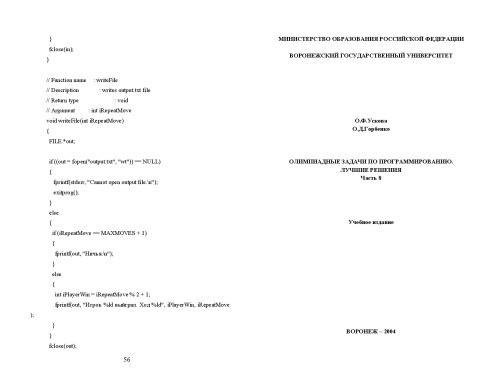 }
fclose(in);
}
// Function name : writeFile
// Description : writes output.txt file
// Return type : void
// Argument : int iRepeatMove
void writeFile(int iRepeatMove)
{
FILE *out;
if ((out = fopen("output.txt", "wt")) == NULL)
{
fprintf(stderr, "Cannot open output file.\n");
exitprog();
}
else
{
if (iRepeatMove == MAXMOVES + 1)
{
fprintf(out, "Ничья.\n");
}
else
{
int iPlayerWin = iRepeatMove % 2 + 1;
fprintf(out, "Игрок %ld выиграл. Ход %ld", iPlayerWin, iRepeatMove
);
}
}
fclose(out);
56
МИНИСТЕРСТВО ОБРАЗОВАНИЯ РОССИЙСКОЙ ФЕДЕРАЦИИ
ВОРОНЕЖСКИЙ ГОСУДАРСТВЕННЫЙ УНИВЕРСИТЕТ
О.Ф.Ускова
О.Д.Горбенко
ОЛИМПИАДНЫЕ ЗАДАЧИ ПО ПРОГРАММИРОВАНИЮ.
ЛУЧШИЕ РЕШЕНИЯ
Часть 8
Учебное издание
ВОРОНЕЖ – 2004